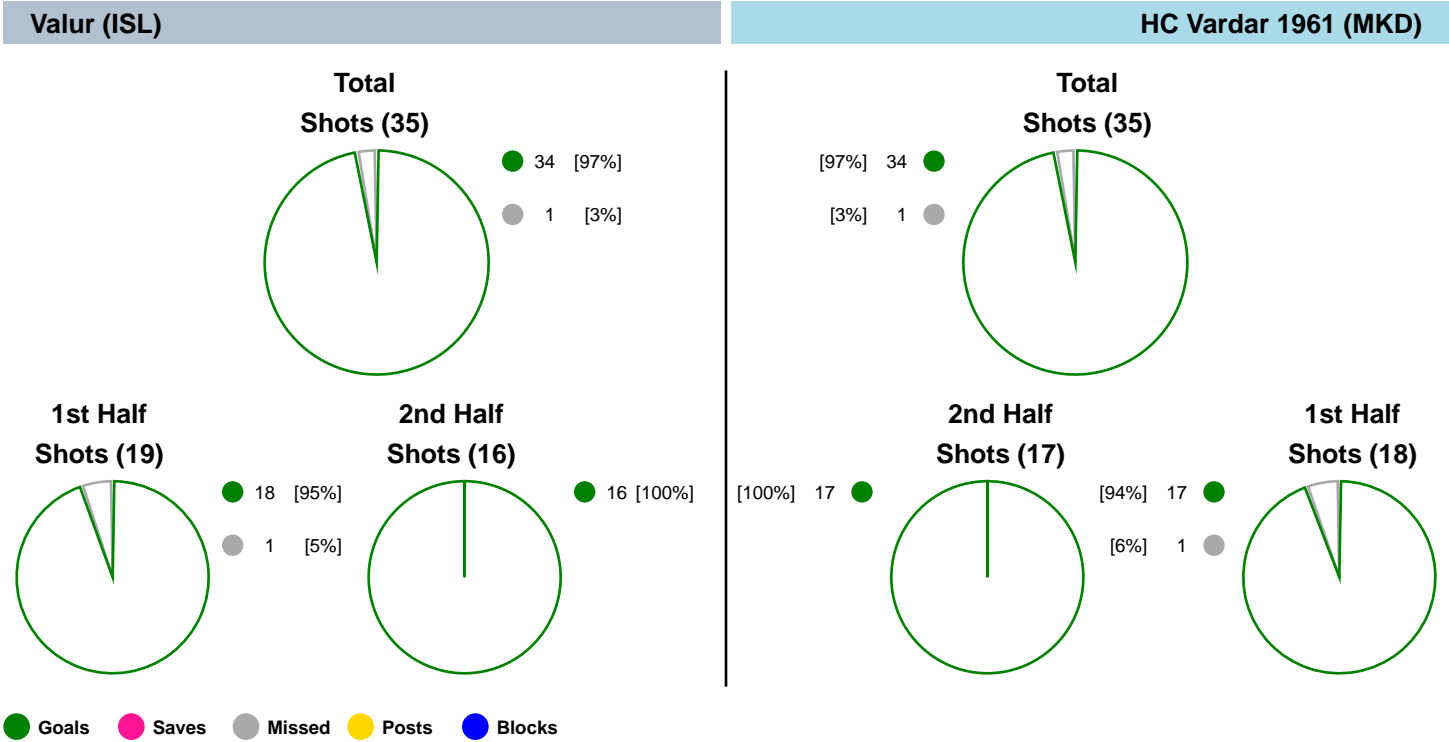 Valur (ISL)
HC Vardar 1961 (MKD)
Total
Shots (35)
34 [97%]
1 [3%]
Total
Shots (35)
[97%] 34
[3%] 1
1st Half
Shots (19)
18 [95%]
1 [5%]
2nd Half
Shots (16)
16 [100%]
2nd Half
Shots (17)
[100%] 17
1st Half
Shots (18)
[94%] 17
[6%] 1
Goals Saves Missed Posts Blocks